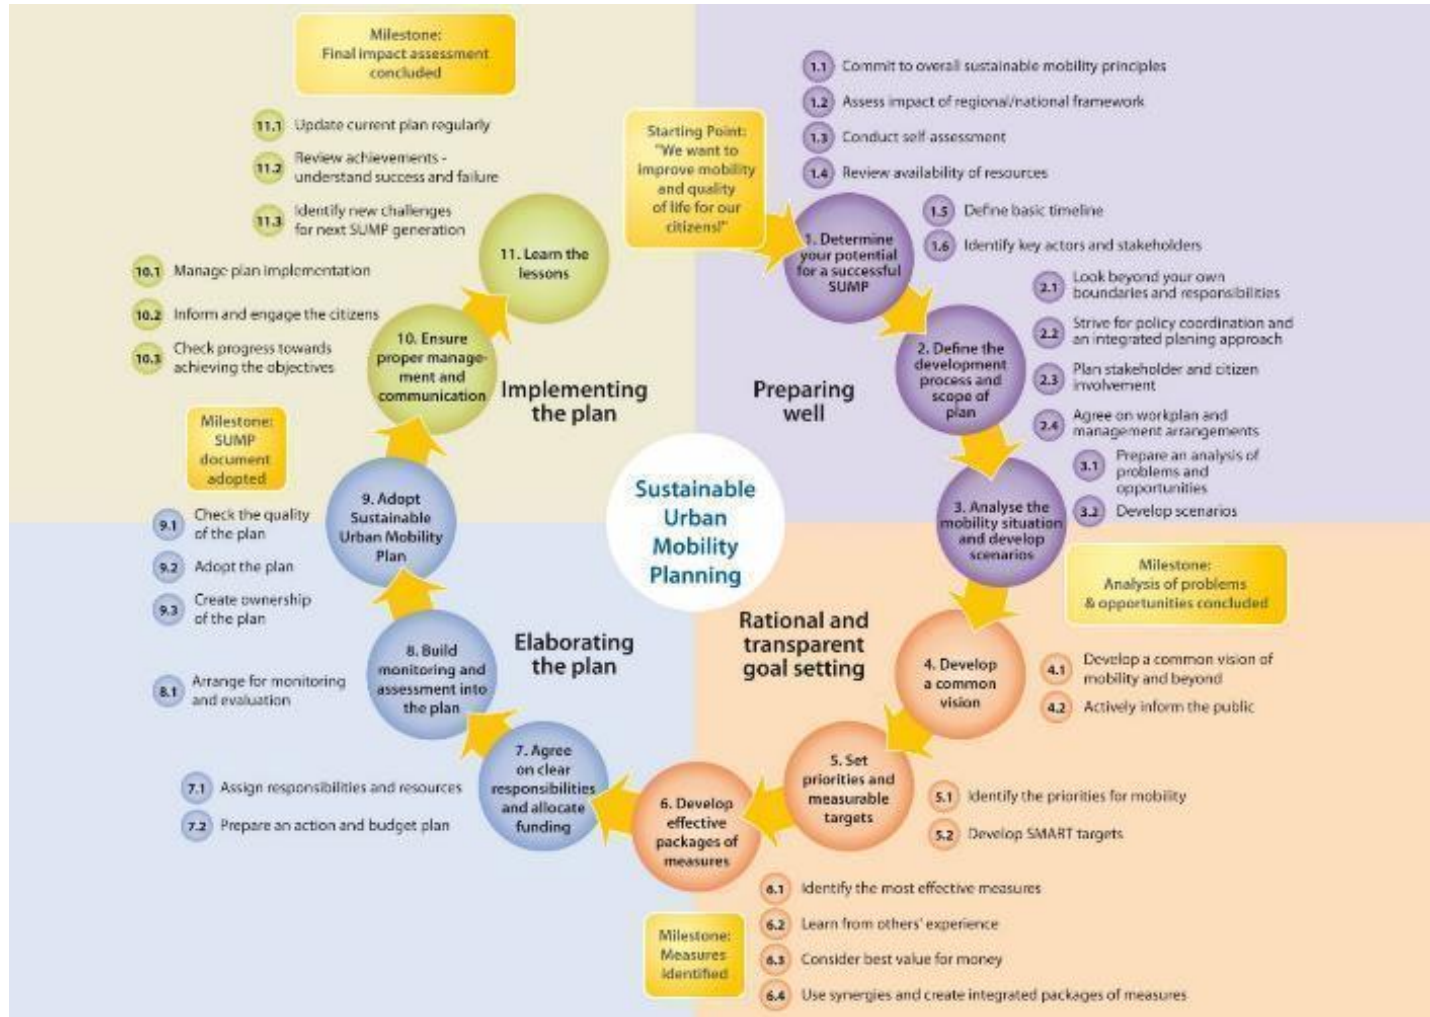 Milestone:
Final impact assessment
concluded
11.1 Update current plan regularly
11.2 Review achievements -
understand success and failure
11.3 Identify new challenges
for next SUMP generation
11. Learn the
lessons
10.1 Manage plan implementation
10.2 Inform and engage the citizens
10.3 Check progress towards
achieving the objectives
10. Ensure
proper manage-
ment and
communication
Implementing
the plan
Starting Point:
"We want to
improve mobility
and quality
of life for our
citizens!"
1.1 Commit to overall sustainable mobility principles
1.2 Assess impact of regional/national framework
1.3 Conduct self-assessment
1.4 Review availability of resources
1.5 Define basic timeline
1.6 Identify key actors and stakeholders
1. Determine
your potential
for a successful
SUMP
2.1 Look beyond your own
boundaries and responsibilities
2.2 Strive for policy coordination and
an integrated planing approach
2.3 Plan stakeholder and citizen
involvement
2.4 Agree on workplan and
management arrangements
2. Define the
development
process and
scope of
plan
Preparing
well
3.1 Prepare an analysis of
problems and
opportunities
3.2 Develop scenarios
3. Analyse the
mobility situation
and develop
scenarios
Milestone:
Analysis of problems
& opportunities concluded
Sustainable
Urban
Mobility
Planning
Milestone:
SUMP
document
adopted
9. Adopt
Sustainable
Urban Mobility
Plan
9.1 Check the quality
of the plan
9.2 Adopt the plan
9.3 Create ownership
of the plan
8. Build
monitoring and
assessment into
the plan
8.1 Arrange for monitoring
and evaluation
Elaborating
the plan
Rational and
transparent
goal setting
4. Develop
a common
vision
4.1 Develop a common vision of
mobility and beyond
4.2 Actively inform the public
5. Set
priorities and
measurable
targets
5.1 Identify the priorities for mobility
5.2 Develop SMART targets
7. Agree
on clear
responsibilities
and allocate
funding
7.1 Assign responsibilities and resources
7.2 Prepare an action and budget plan
6. Develop
effective
packages of
measures
6.1 Identify the most effective measures
6.2 Learn from others' experience
6.3 Consider best value for money
6.4 Use synergies and create integrated packages of measures
Milestone:
Measures
identified